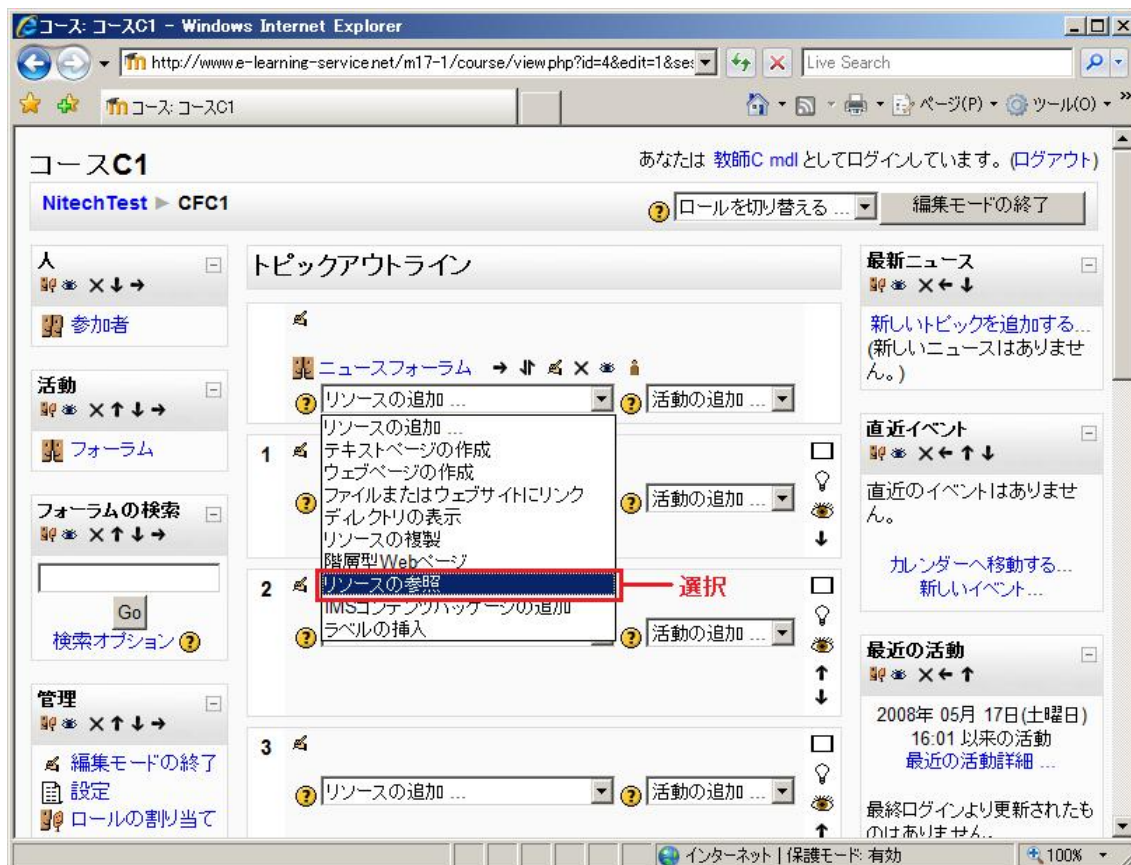 コース: コースC1 - Windows Internet Explorer
http://www.e-learning-service.net/m17-1/course/view.php?id=4&edit=1&ses
Live Search
コース: コースC1
ページ(P)
ツール(O)
コースC1
あなたは 教師C mdl としてログインしています。(ログアウト)
NitechTest ► CFC1
ロールを切り替える ...
編集モードの終了
人
参加者
活動
フォーラム
フォーラムの検索
Go
検索オプション
管理
編集モードの終了
設定
ロールの割り当て
トピックアウトライン
ニュースフォーラム
リソースの追加 ...
活動の追加 ...
リソースの追加 ...
テキストページの作成
ウェブページの作成
ファイルまたはウェブサイトにリンク
ディレクトリの表示
リソースの複製
階層型Webページ
リソースの参照
選択
IMSコンテンツパッケージの追加
ラベルの挿入
1
活動の追加 ...
2
活動の追加 ...
3
リソースの追加 ...
活動の追加 ...
最新ニュース
新しいトピックを追加する...
(新しいニュースはありませ
ん。)
直近イベント
直近のイベントはありませ
ん。
カレンダーへ移動する...
新しいイベント...
最近の活動
2008年 05月 17日(土曜日)
16:01 以来の活動
最近の活動詳細 ...
最終ログインより更新されたも
のはありません。
インターネット | 保護モード: 有効
100%